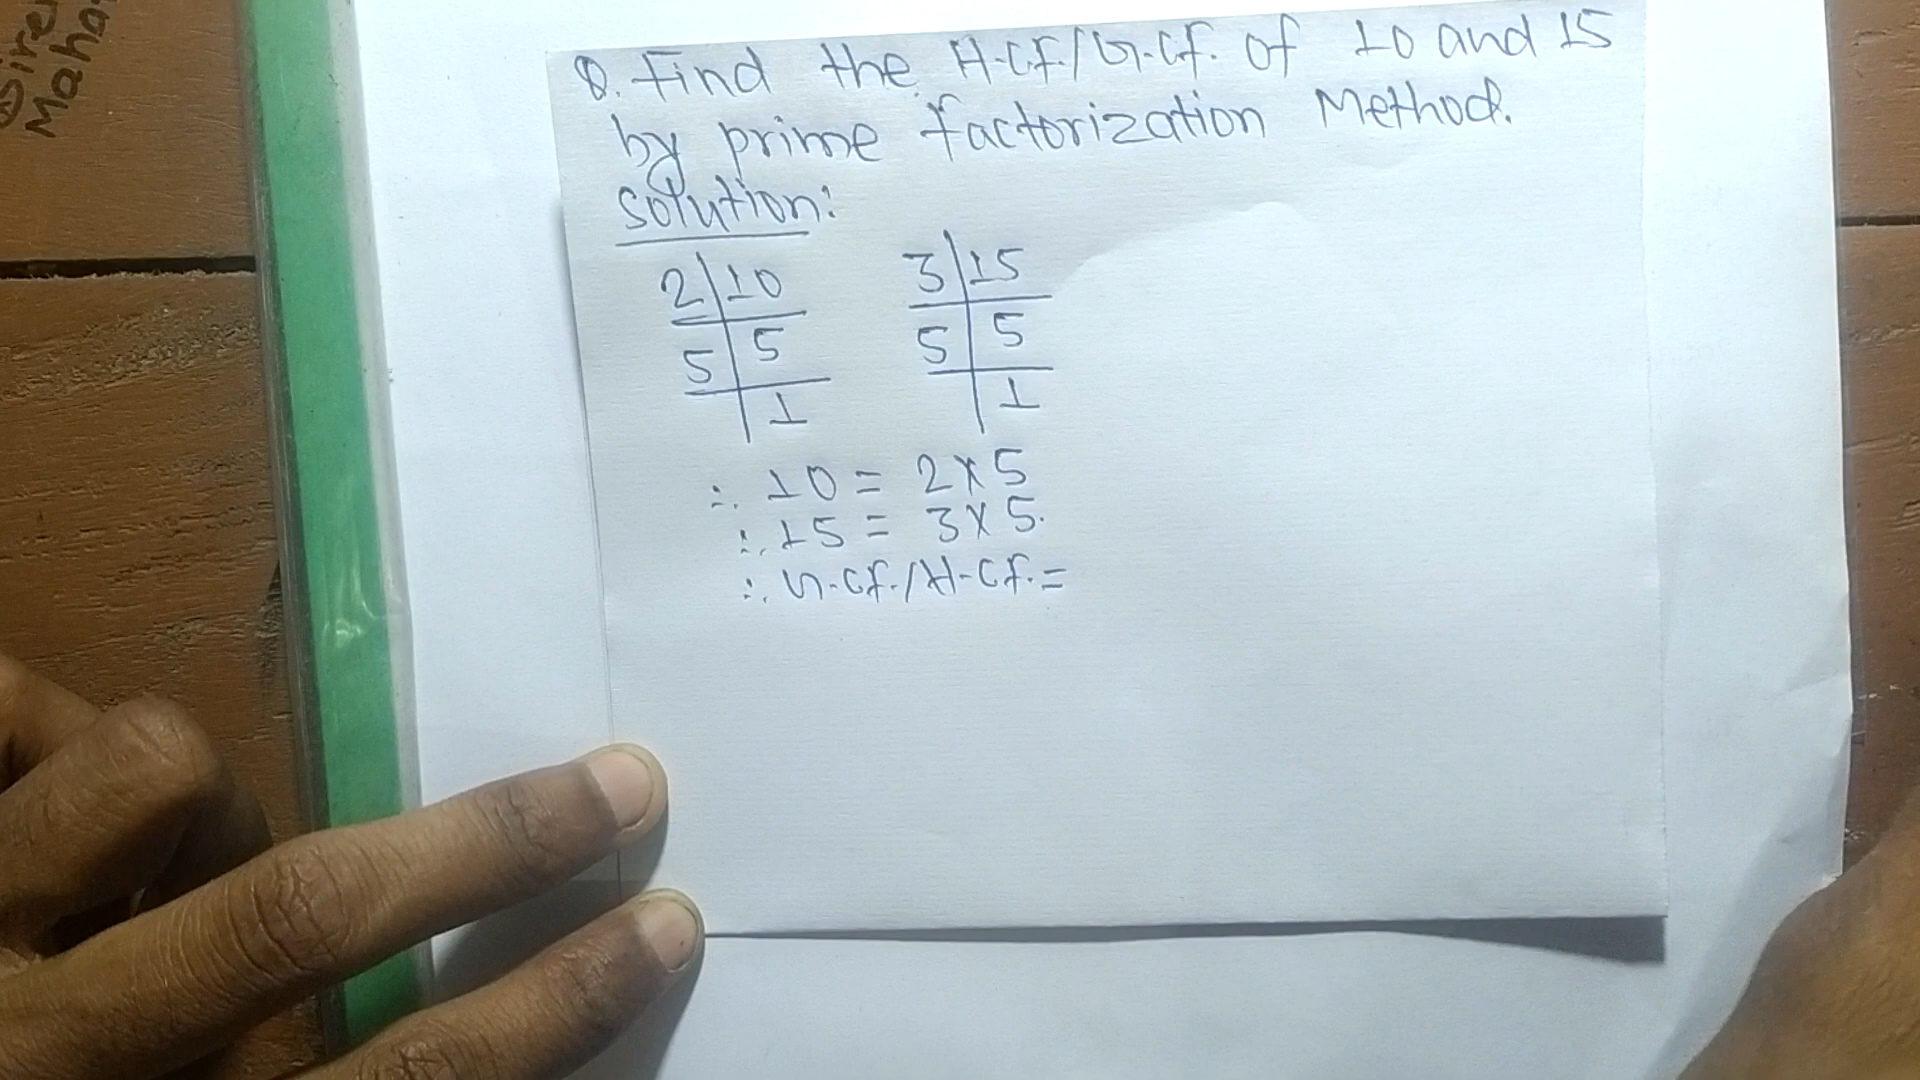 Q. Find the H.C.F./G.C.F. of 10 and 15
by prime factorization Method.
Solution:
2 10
5 5
1
3 15
5 5
1
∴ 10 = 2×5
∴ 15 = 3×5.
∴ G.C.F./H.C.F. =